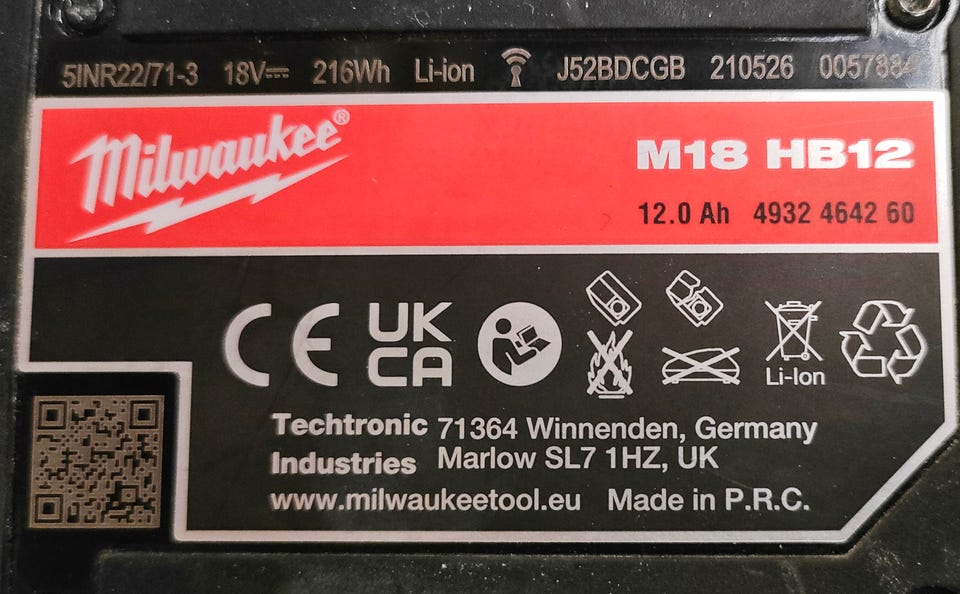 5INR22/71-3 18V⎓ 216Wh Li-ion J52BDCGB 210526 0057884
Milwaukee®
M18 HB12
12.0 Ah 4932 4642 60
CE UK CA
Li-Ion
Techtronic Industries
71364 Winnenden, Germany
Marlow SL7 1HZ, UK
www.milwaukeetool.eu Made in P.R.C.